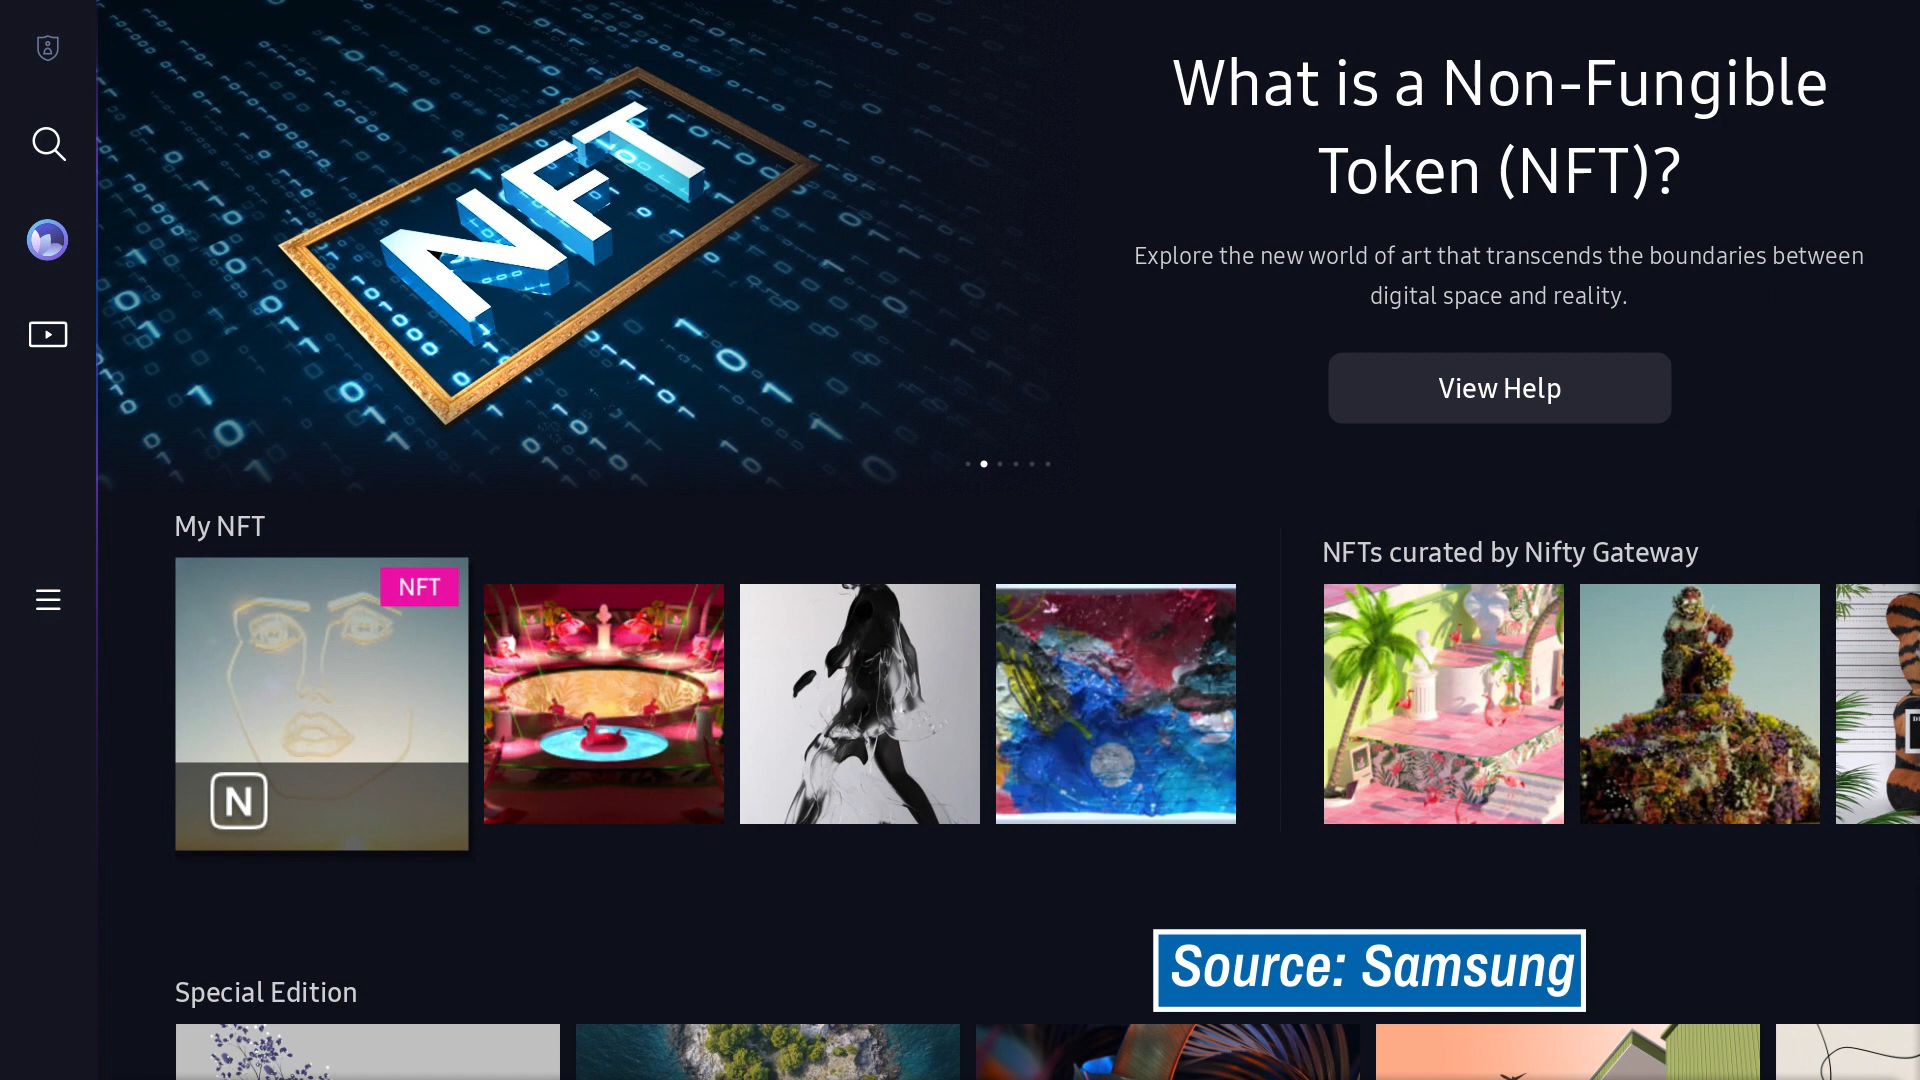 What is a Non-Fungible
Token (NFT)?
Explore the new world of art that transcends the boundaries between
digital space and reality.
View Help
NFT
My NFT
NFTs curated by Nifty Gateway
NFT
N
Source: Samsung
Special Edition